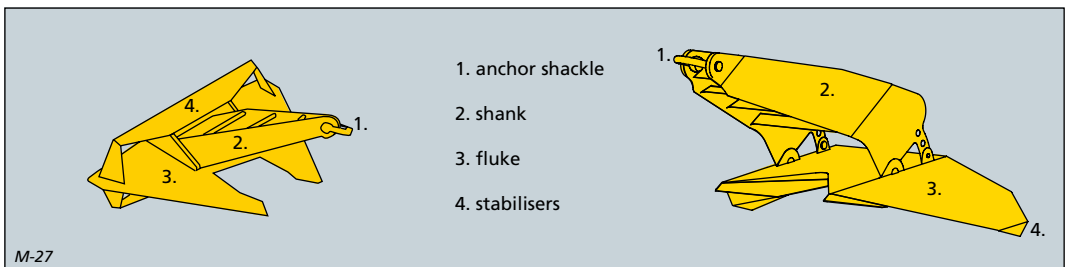 4.
2.
3.
1.
1. anchor shackle
2. shank
3. fluke
4. stabilisers
1.
2.
3.
4.
M-27